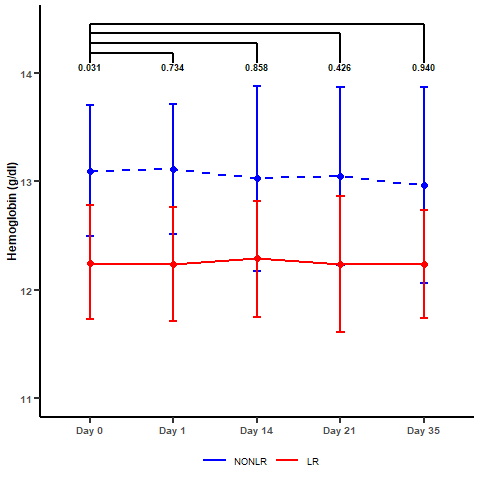 0.031 0.734 0.858 0.426 0.940
14
13
12
11
Hemoglobin (g/dl)
Day 0 Day 1 Day 14 Day 21 Day 35
NONLR LR